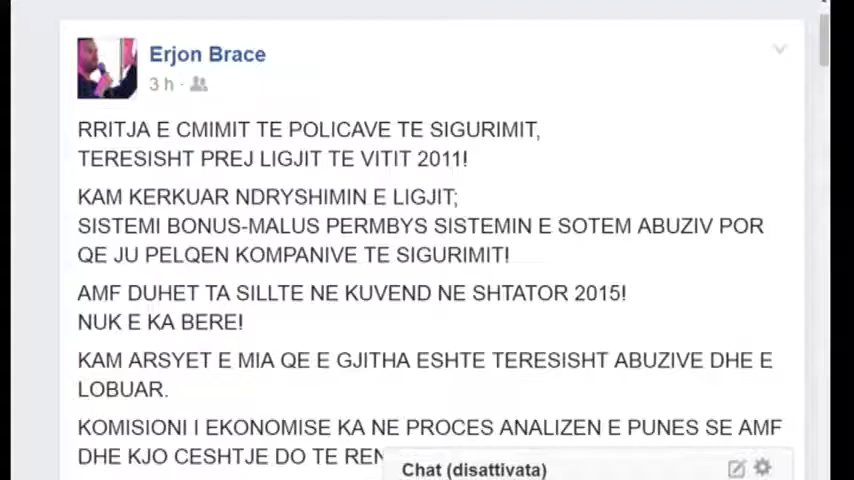 Erjon Brace
3 h ·
RRITJA E CMIMIT TE POLICAVE TE SIGURIMIT,
TERESISHT PREJ LIGJIT TE VITIT 2011!
KAM KERKUAR NDRYSHIMIN E LIGJIT;
SISTEMI BONUS-MALUS PERMBYS SISTEMIN E SOTEM ABUZIV POR
QE JU PELQEN KOMPANIVE TE SIGURIMIT!
AMF DUHET TA SILLTE NE KUVEND NE SHTATOR 2015!
NUK E KA BERE!
KAM ARSYET E MIA QE E GJITHA ESHTE TERESISHT ABUZIVE DHE E
LOBUAR.
KOMISIONI I EKONOMISE KA NE PROCES ANALIZEN E PUNES SE AMF
DHE KJO CESHTJE DO TE
Chat (disattivata)